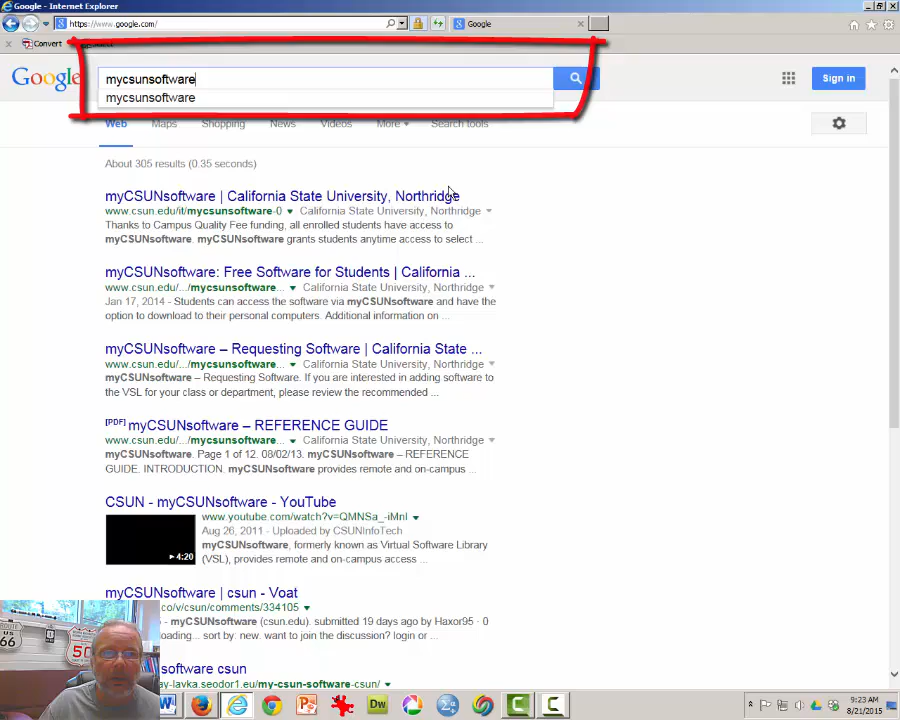 Google - Internet Explorer
https://www.google.com/
Google
Convert
Google
mycsunsoftware
mycsunsoftware
Sign in
Web Maps Shopping News Videos More Search tools
About 305 results (0.35 seconds)
myCSUNsoftware | California State University, Northridge
www.csun.edu/it/mycsunsoftware-0 California State University, Northridge
Thanks to Campus Quality Fee funding, all enrolled students have access to
myCSUNsoftware. myCSUNsoftware grants students anytime access to select ...
myCSUNsoftware: Free Software for Students | California ...
www.csun.edu/.../mycsunsoftware... California State University, Northridge
Jan 17, 2014 - Students can access the software via myCSUNsoftware and have the
option to download to their personal computers. Additional information on ...
myCSUNsoftware – Requesting Software | California State ...
www.csun.edu/.../mycsunsoftware... California State University, Northridge
myCSUNsoftware – Requesting Software. If you are interested in adding software to
the VSL for your class or department, please review the recommended ...
[PDF] myCSUNsoftware – REFERENCE GUIDE
www.csun.edu/.../mycsunsoftware... California State University, Northridge
myCSUNsoftware. Page 1 of 12. 08/02/13. myCSUNsoftware – REFERENCE
GUIDE. INTRODUCTION. myCSUNsoftware provides remote and on-campus ...
CSUN - myCSUNsoftware - YouTube
www.youtube.com/watch?v=QMNSa_-iMnI
Aug 26, 2011 - Uploaded by CSUNInfoTech
myCSUNsoftware, formerly known as Virtual Software Library
(VSL), provides remote and on-campus access ...
4:20
myCSUNsoftware | csun - Voat
co/v/csun/comments/334105
- myCSUNsoftware (csun.edu). submitted 19 days ago by Haxor95 · 0
oading... sort by: new. want to join the discussion? login or ...
software csun
ay-lavka.seodor1.eu/my-csun-software-csun/
ROUTE
US
66
50
W
P
Dw
9:23 AM
8/21/2015